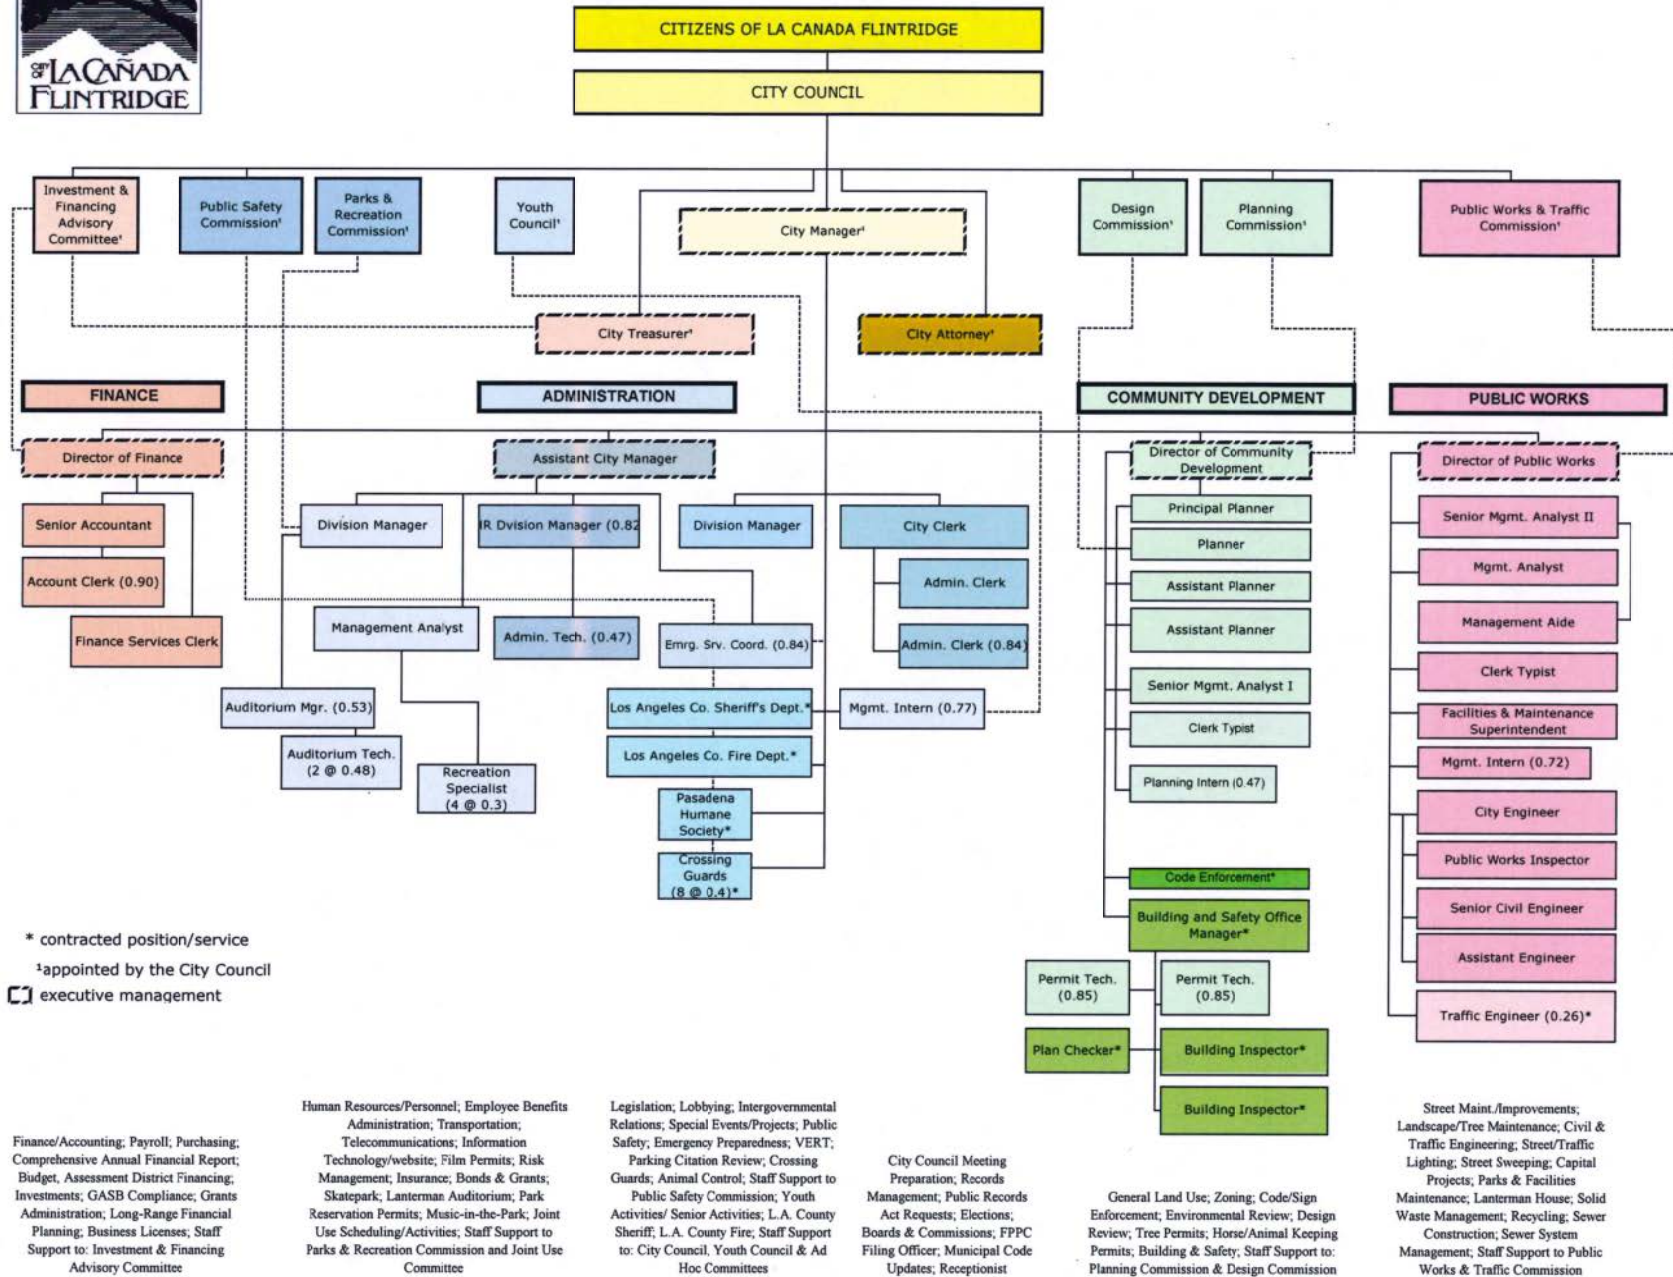 CITY OF LA CAÑADA
FLINTRIDGE
CITIZENS OF LA CANADA FLINTRIDGE
CITY COUNCIL
Investment &
Financing
Advisory
Committee¹
Public Safety
Commission¹
Parks &
Recreation
Commission¹
Youth
Council¹
City Manager¹
Design
Commission¹
Planning
Commission¹
Public Works & Traffic
Commission¹
City Treasurer¹
City Attorney¹
FINANCE
ADMINISTRATION
COMMUNITY DEVELOPMENT
PUBLIC WORKS
Director of Finance
Assistant City Manager
Director of Community
Development
Director of Public Works
Senior Accountant
Account Clerk (0.90)
Finance Services Clerk
Division Manager
IR Dvision Manager (0.82
Division Manager
City Clerk
Admin. Clerk
Admin. Clerk (0.84)
Management Analyst
Admin. Tech. (0.47)
Emrg. Srv. Coord. (0.84)
Auditorium Mgr. (0.53)
Auditorium Tech.
(2 @ 0.48)
Recreation
Specialist
(4 @ 0.3)
Los Angeles Co. Sheriff's Dept.*
Mgmt. Intern (0.77)
Los Angeles Co. Fire Dept.*
Pasadena
Humane
Society*
Crossing
Guards
(8 @ 0.4)*
Principal Planner
Planner
Assistant Planner
Assistant Planner
Senior Mgmt. Analyst I
Clerk Typist
Planning Intern (0.47)
Code Enforcement*
Building and Safety Office
Manager*
Permit Tech.
(0.85)
Permit Tech.
(0.85)
Plan Checker*
Building Inspector*
Building Inspector*
Senior Mgmt. Analyst II
Mgmt. Analyst
Management Aide
Clerk Typist
Facilities & Maintenance
Superintendent
Mgmt. Intern (0.72)
City Engineer
Public Works Inspector
Senior Civil Engineer
Assistant Engineer
Traffic Engineer (0.26)*
* contracted position/service
¹appointed by the City Council
executive management
Finance/Accounting; Payroll; Purchasing;
Comprehensive Annual Financial Report;
Budget, Assessment District Financing;
Investments; GASB Compliance; Grants
Administration; Long-Range Financial
Planning; Business Licenses; Staff
Support to: Investment & Financing
Advisory Committee
Human Resources/Personnel; Employee Benefits
Administration; Transportation;
Telecommunications; Information
Technology/website; Film Permits; Risk
Management; Insurance; Bonds & Grants;
Skatepark; Lanterman Auditorium; Park
Reservation Permits; Music-in-the-Park; Joint
Use Scheduling/Activities; Staff Support to
Parks & Recreation Commission and Joint Use
Committee
Legislation; Lobbying; Intergovernmental
Relations; Special Events/Projects; Public
Safety; Emergency Preparedness; VERT;
Parking Citation Review; Crossing
Guards; Animal Control; Staff Support to
Public Safety Commission; Youth
Activities/ Senior Activities; L.A. County
Sheriff; L.A. County Fire; Staff Support
to: City Council, Youth Council & Ad
Hoc Committees
City Council Meeting
Preparation; Records
Management; Public Records
Act Requests; Elections;
Boards & Commissions; FPPC
Filing Officer; Municipal Code
Updates; Receptionist
General Land Use; Zoning; Code/Sign
Enforcement; Environmental Review; Design
Review; Tree Permits; Horse/Animal Keeping
Permits; Building & Safety; Staff Support to:
Planning Commission & Design Commission
Street Maint./Improvements;
Landscape/Tree Maintenance; Civil &
Traffic Engineering; Street/Traffic
Lighting; Street Sweeping; Capital
Projects; Parks & Facilities
Maintenance; Lanterman House; Solid
Waste Management; Recycling; Sewer
Construction; Sewer System
Management; Staff Support to Public
Works & Traffic Commission